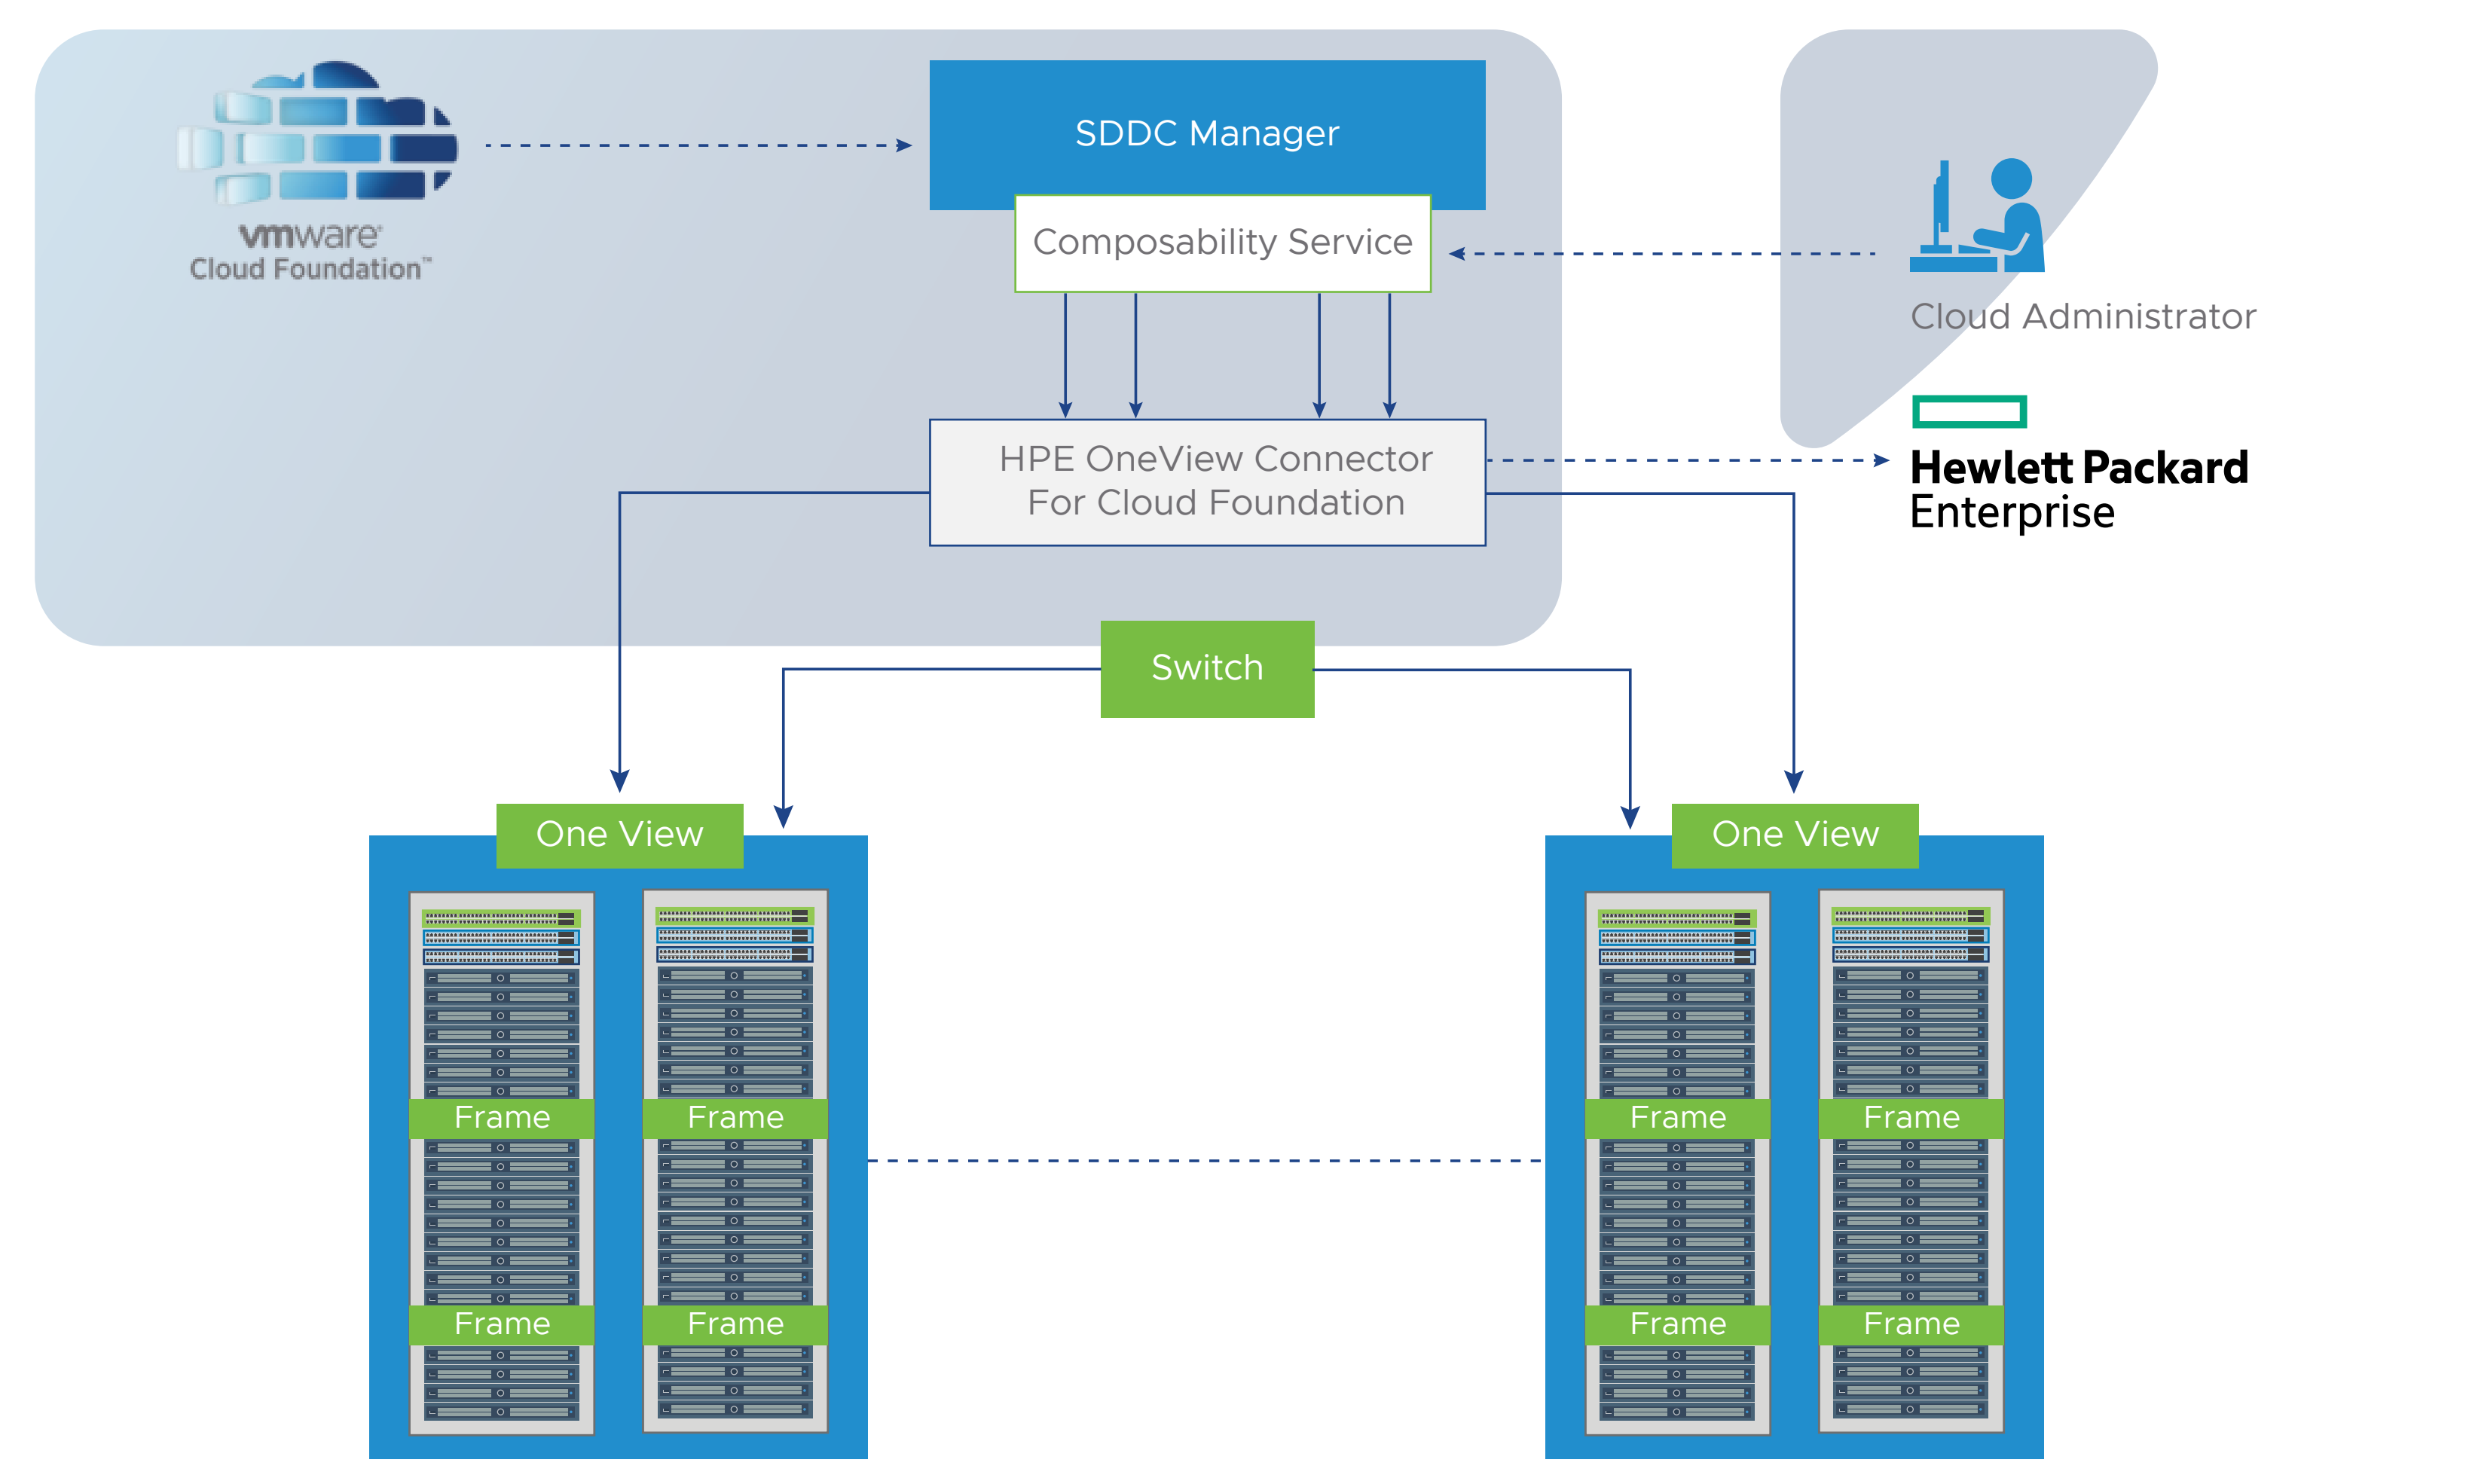 vmware®
Cloud Foundation™
SDDC Manager
Composability Service
Cloud Administrator
HPE OneView Connector
For Cloud Foundation
Hewlett Packard
Enterprise
Switch
One View
One View
Frame
Frame
Frame
Frame
Frame
Frame
Frame
Frame